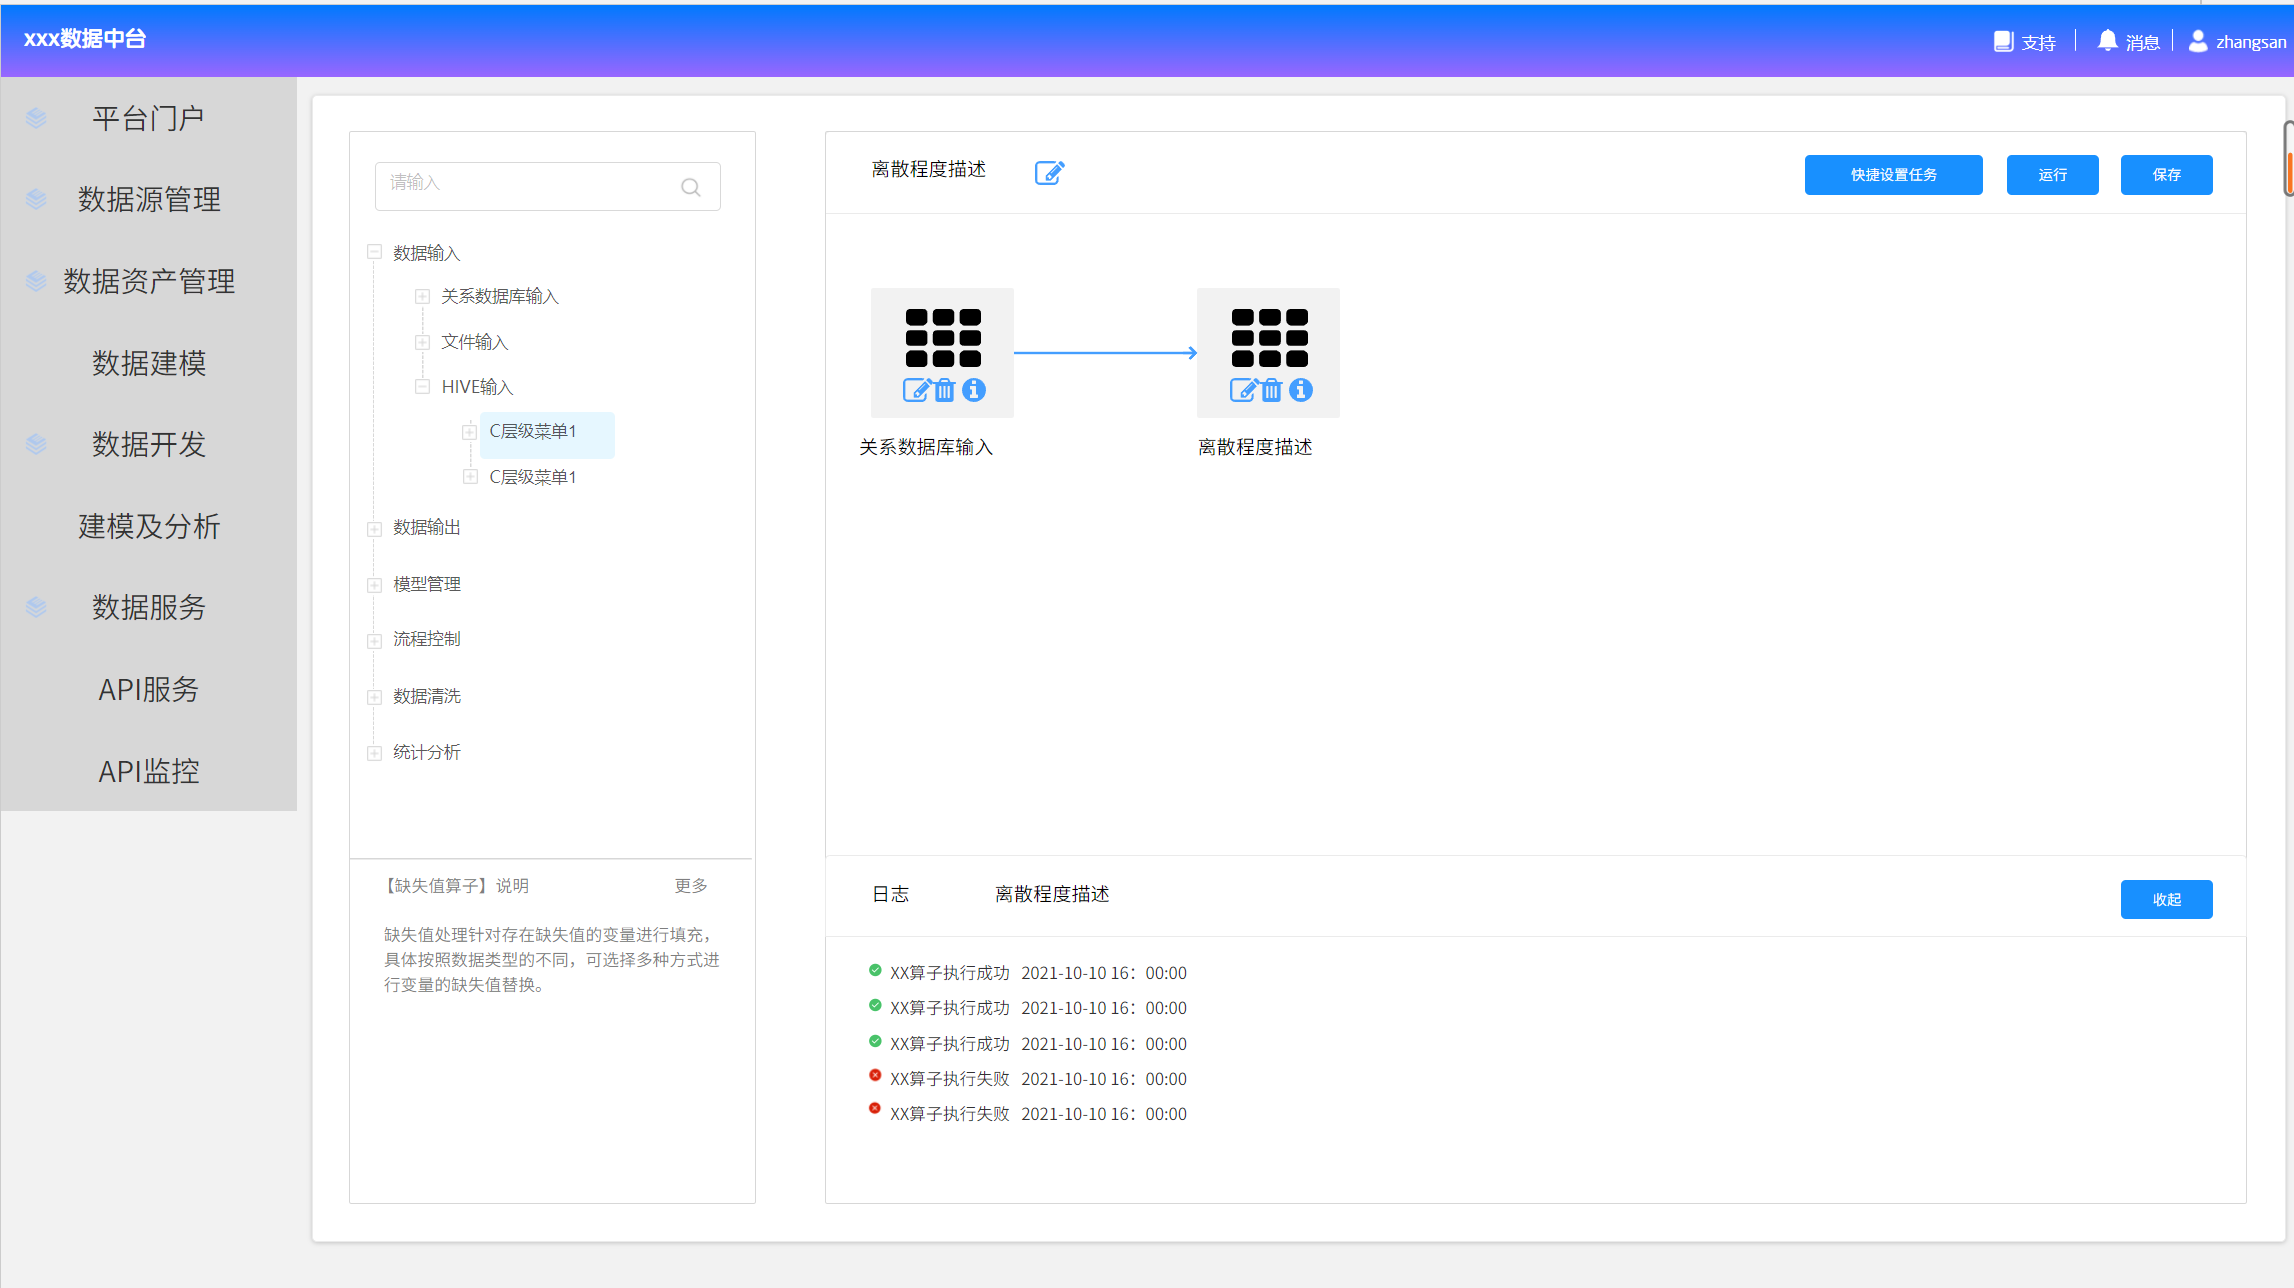 xxx数据中台
支持
消息
zhangsan
平台门户
数据源管理
数据资产管理
数据建模
数据开发
建模及分析
数据服务
API服务
API监控
请输入
数据输入
关系数据库输入
文件输入
HIVE输入
C层级菜单1
C层级菜单1
数据输出
模型管理
流程控制
数据清洗
统计分析
【缺失值算子】说明
更多
缺失值处理针对存在缺失值的变量进行填充，
具体按照数据类型的不同，可选择多种方式进
行变量的缺失值替换。
离散程度描述
快捷设置任务
运行
保存
关系数据库输入
离散程度描述
日志
离散程度描述
收起
XX算子执行成功 2021-10-10 16：00:00
XX算子执行成功 2021-10-10 16：00:00
XX算子执行成功 2021-10-10 16：00:00
XX算子执行失败 2021-10-10 16：00:00
XX算子执行失败 2021-10-10 16：00:00